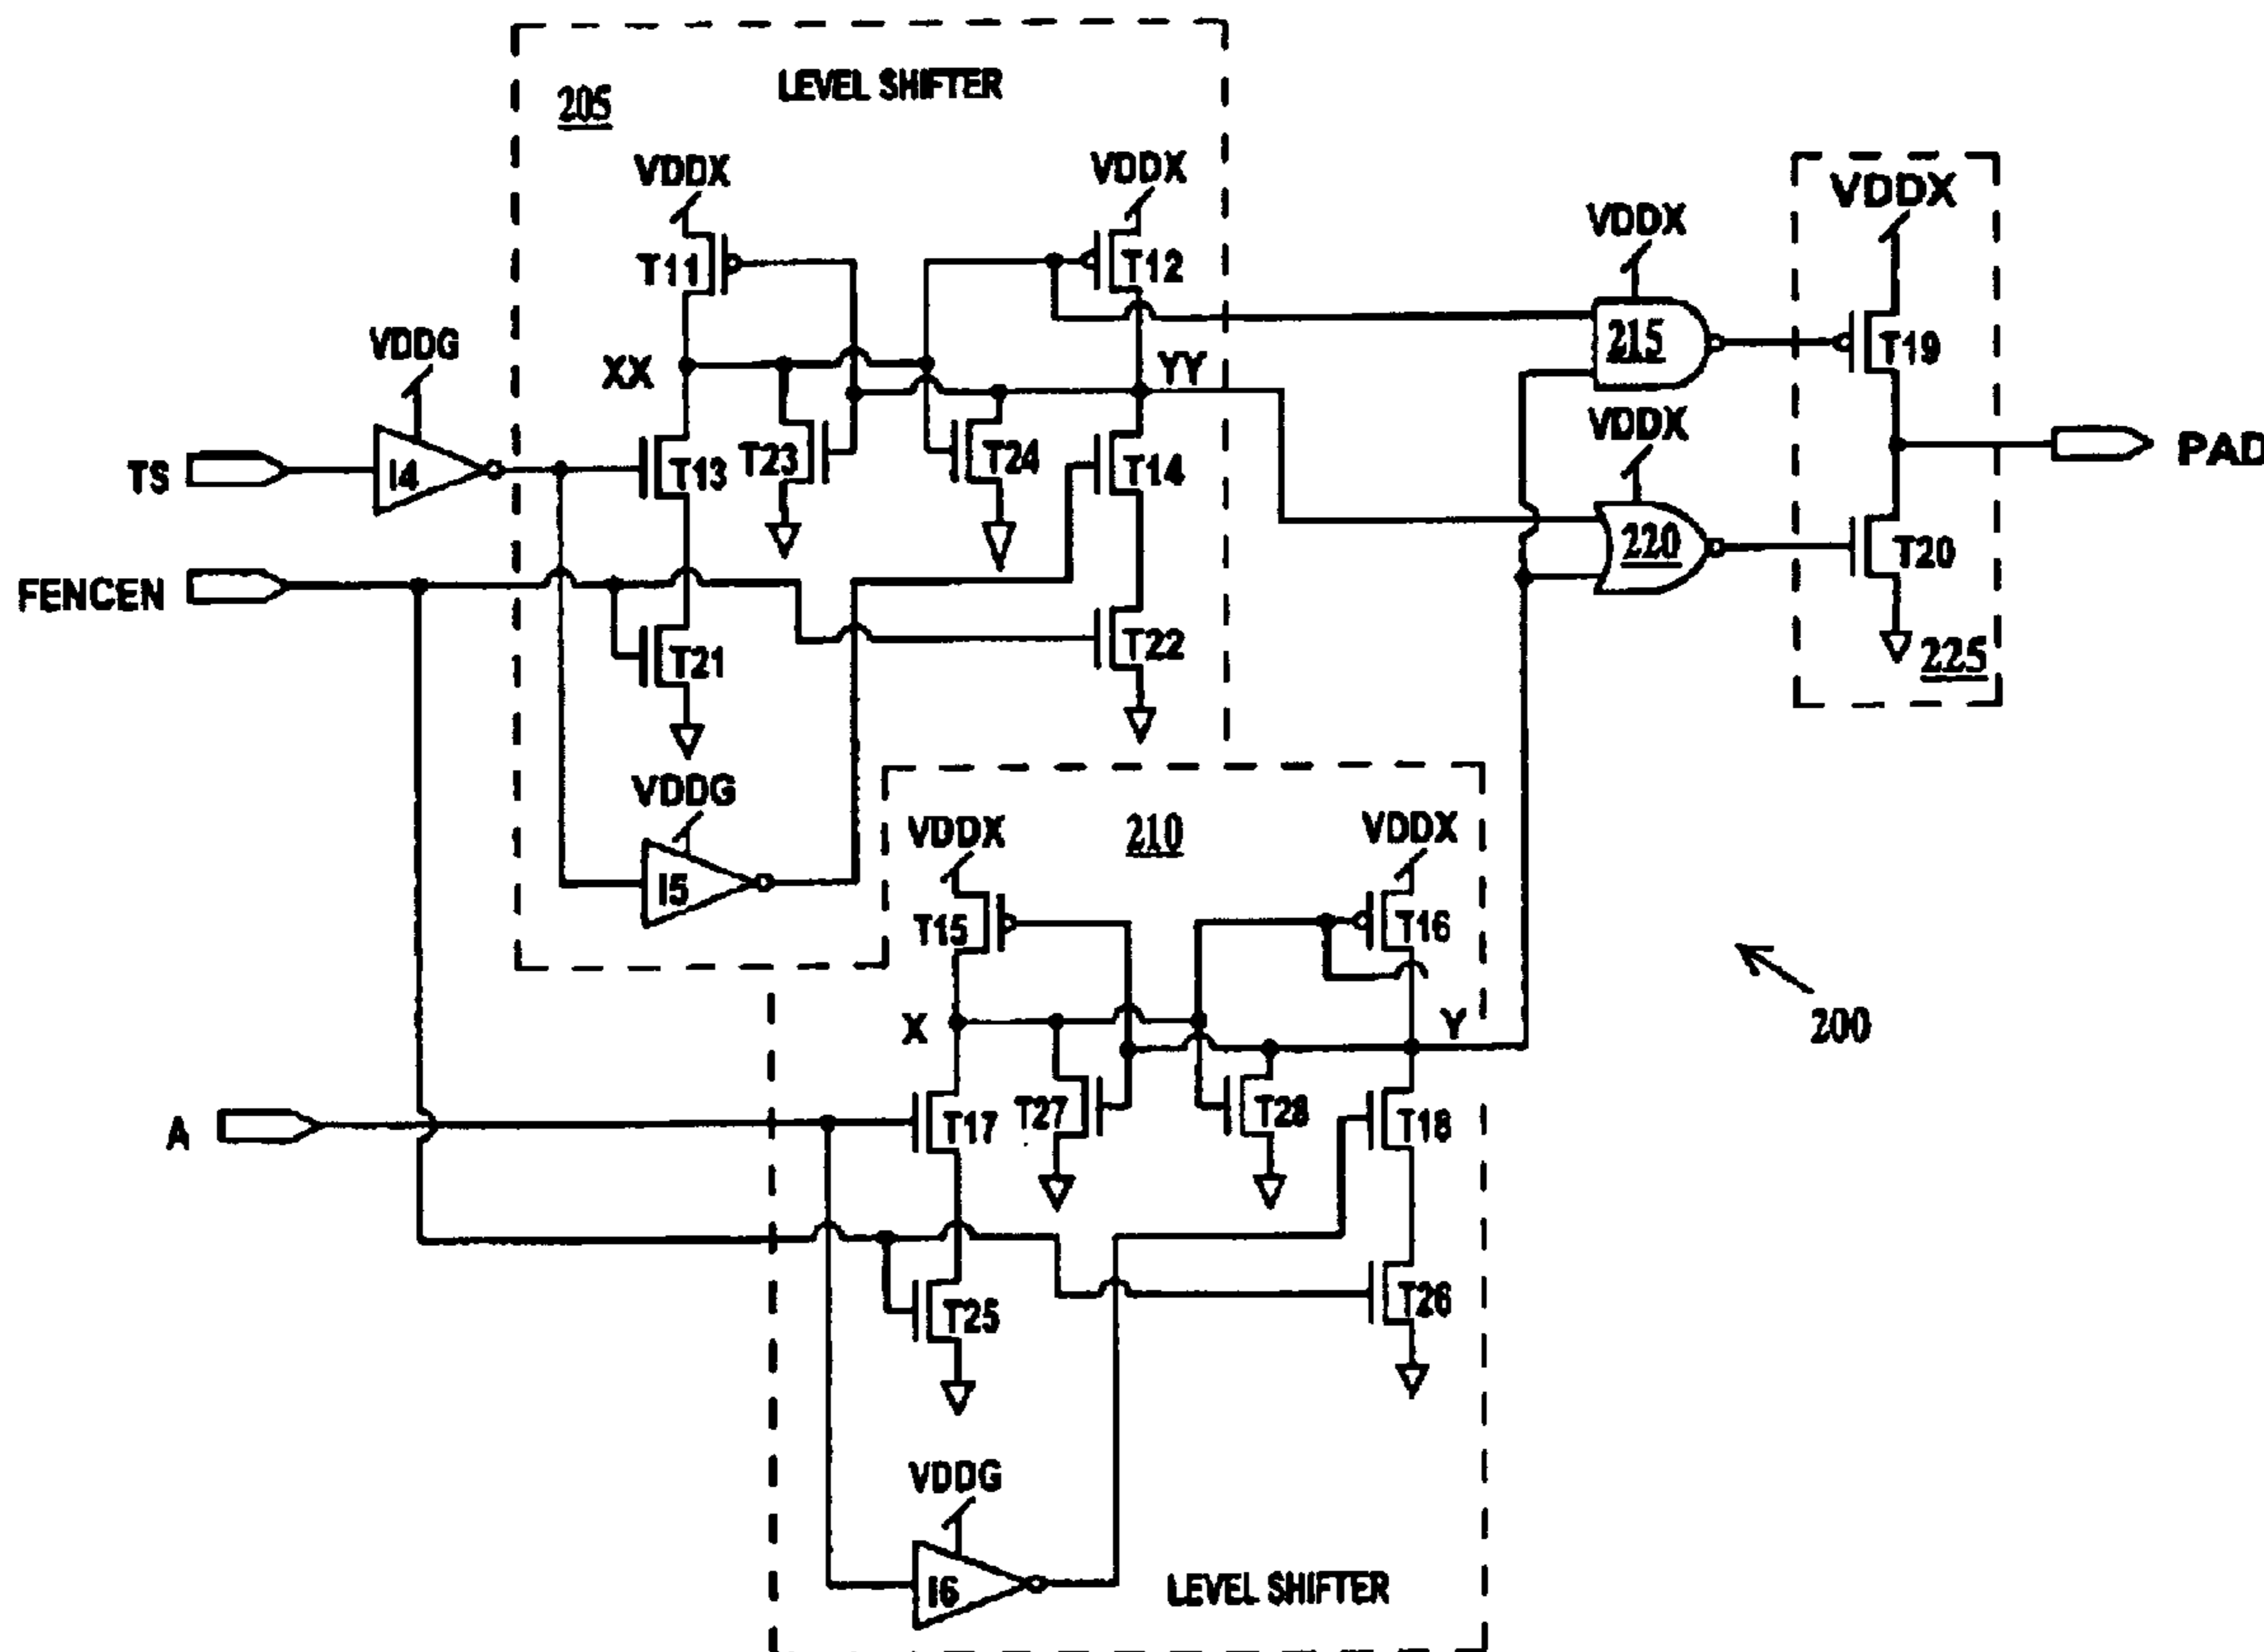 LEVEL SHIFTER
205
VDDX
VDDX
VDDX
VDDX
T11
T12
215
T19
VDDG
XX
YY
VDDX
PAD
TS
I4
T13
T23
T24
T14
220
T20
FENCEN
T21
T22
225
VDDG
I5
VDDX
210
VDDX
T15
T16
200
X
Y
A
T17
T27
T28
T18
T25
T26
VDDG
I6
LEVEL SHIFTER